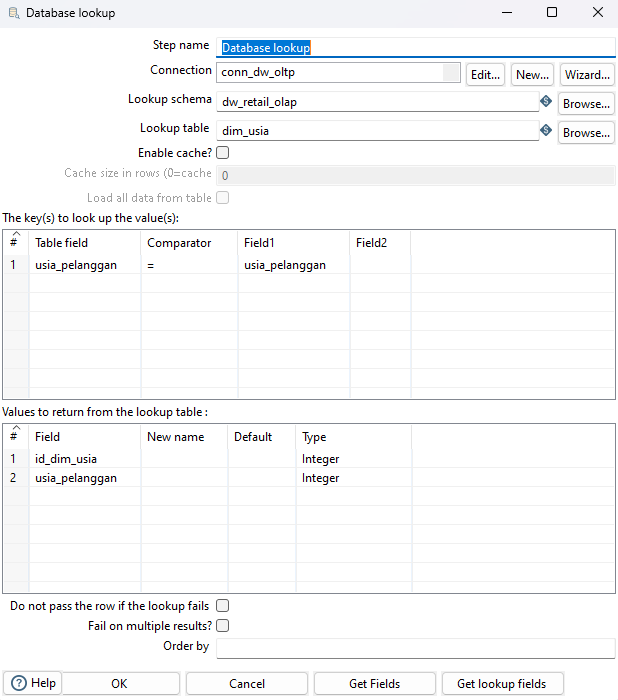 Database lookup
Step name Database lookup
Connection conn_dw_oltp Edit... New... Wizard...
Lookup schema dw_retail_olap Browse...
Lookup table dim_usia Browse...
Enable cache?
Cache size in rows (0=cache 0
Load all data from table
The key(s) to look up the value(s):
# Table field Comparator Field1 Field2
1 usia_pelanggan = usia_pelanggan
Values to return from the lookup table :
# Field New name Default Type
1 id_dim_usia Integer
2 usia_pelanggan Integer
Do not pass the row if the lookup fails
Fail on multiple results?
Order by
Help OK Cancel Get Fields Get lookup fields